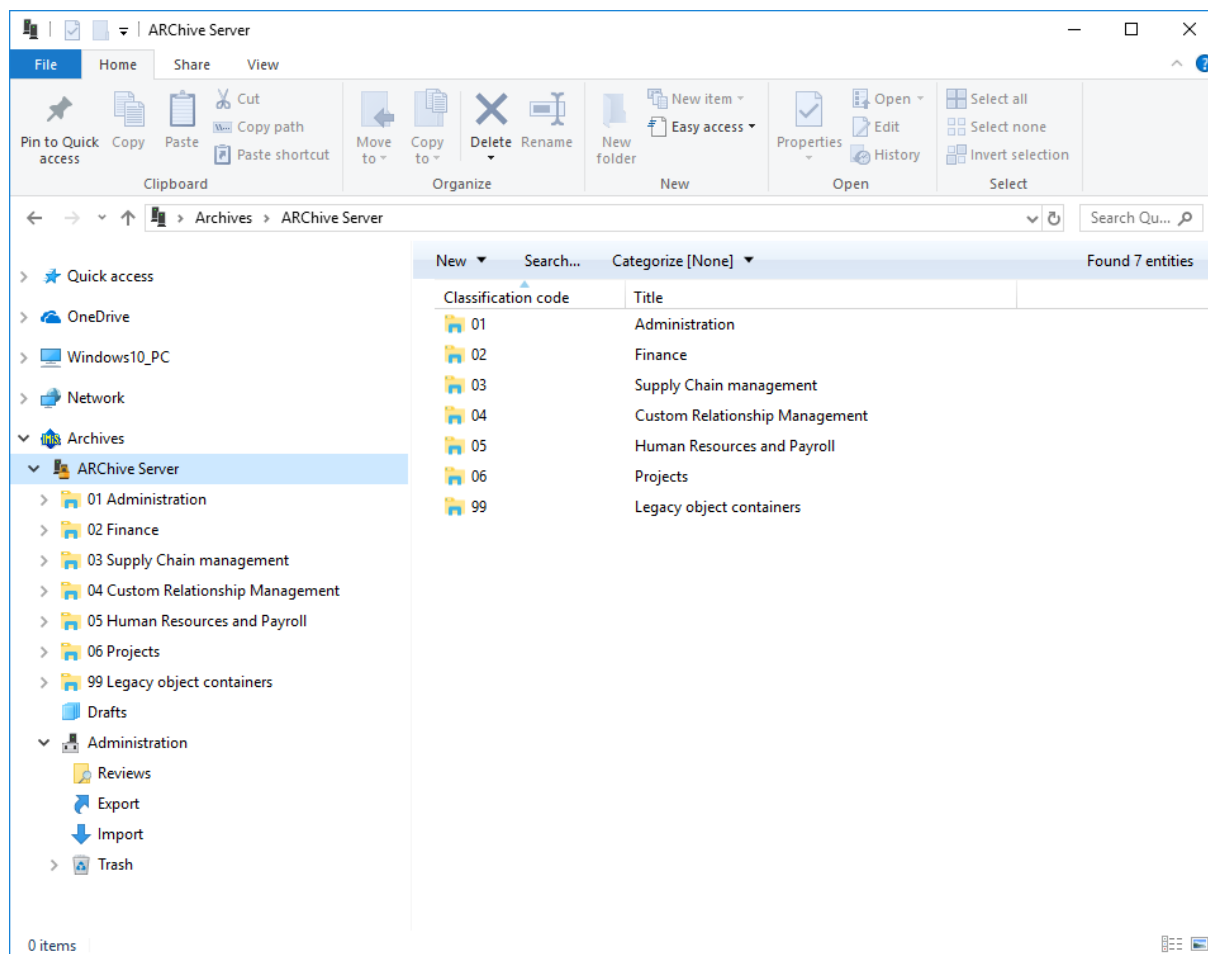 ARChive Server
File Home Share View
Pin to Quick access
Copy
Paste
Cut
Copy path
Paste shortcut
Move to
Copy to
Delete
Rename
New folder
New item
Easy access
Properties
Open
Edit
History
Select all
Select none
Invert selection
Clipboard Organize New Open Select
Archives ARChive Server
Search Qu...
Quick access
OneDrive
Windows10_PC
Network
Archives
ARChive Server
01 Administration
02 Finance
03 Supply Chain management
04 Custom Relationship Management
05 Human Resources and Payroll
06 Projects
99 Legacy object containers
Drafts
Administration
Reviews
Export
Import
Trash
New Search... Categorize [None] Found 7 entities
Classification code Title
01 Administration
02 Finance
03 Supply Chain management
04 Custom Relationship Management
05 Human Resources and Payroll
06 Projects
99 Legacy object containers
0 items